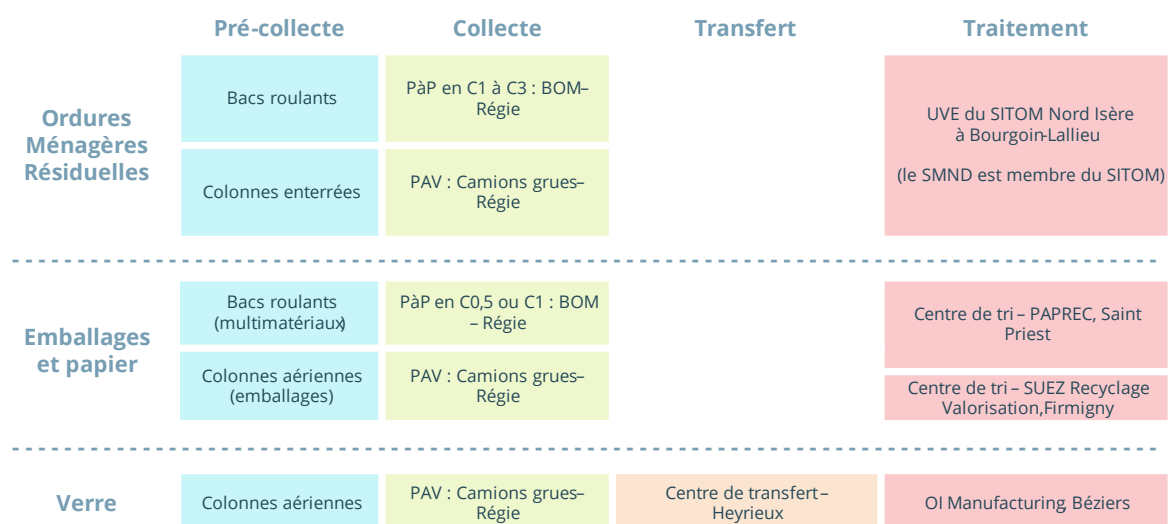 Pré-collecte
Collecte
Transfert
Traitement
Ordures
Ménagères
Résiduelles
Bacs roulants
PàP en C1 à C3 : BOM–
Régie
UVE du SITOM Nord Isère
à Bourgoin-Lallieu
(le SMND est membre du SITOM)
Colonnes enterrées
PAV : Camions grues–
Régie
Emballages
et papier
Bacs roulants
(multimatériaux)
PàP en C0,5 ou C1 : BOM
– Régie
Centre de tri – PAPREC, Saint
Priest
Colonnes aériennes
(emballages)
PAV : Camions grues–
Régie
Centre de tri – SUEZ Recyclage
Valorisation,Firmigny
Verre
Colonnes aériennes
PAV : Camions grues–
Régie
Centre de transfert –
Heyrieux
OI Manufacturing, Béziers